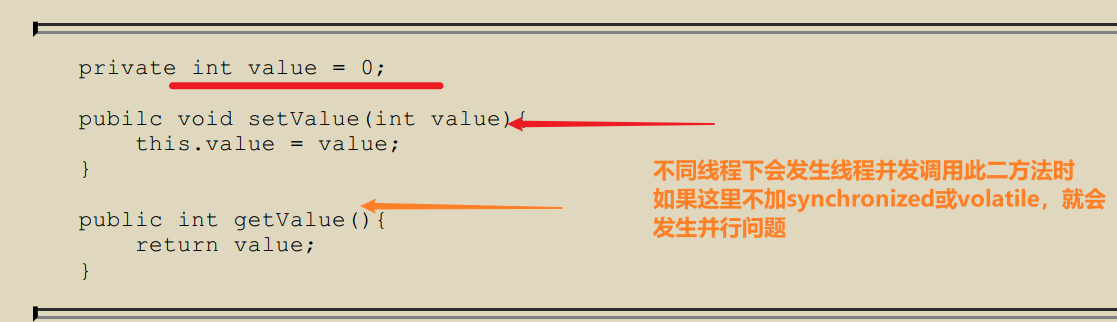 private int value = 0;
pubilc void setValue(int value){
this.value = value;
}
不同线程下会发生线程并发调用此二方法时
如果这里不加synchronized或volatile，就会
发生并行问题
public int getValue(){
return value;
}